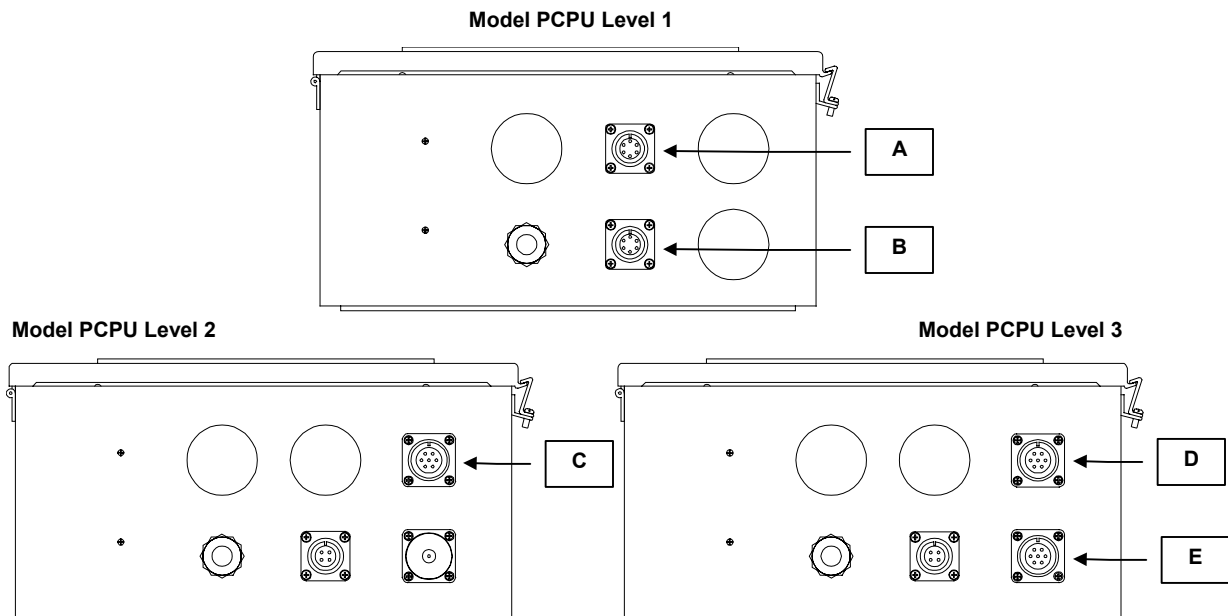 Model PCPU Level 1
A
B
Model PCPU Level 2
Model PCPU Level 3
C
D
E